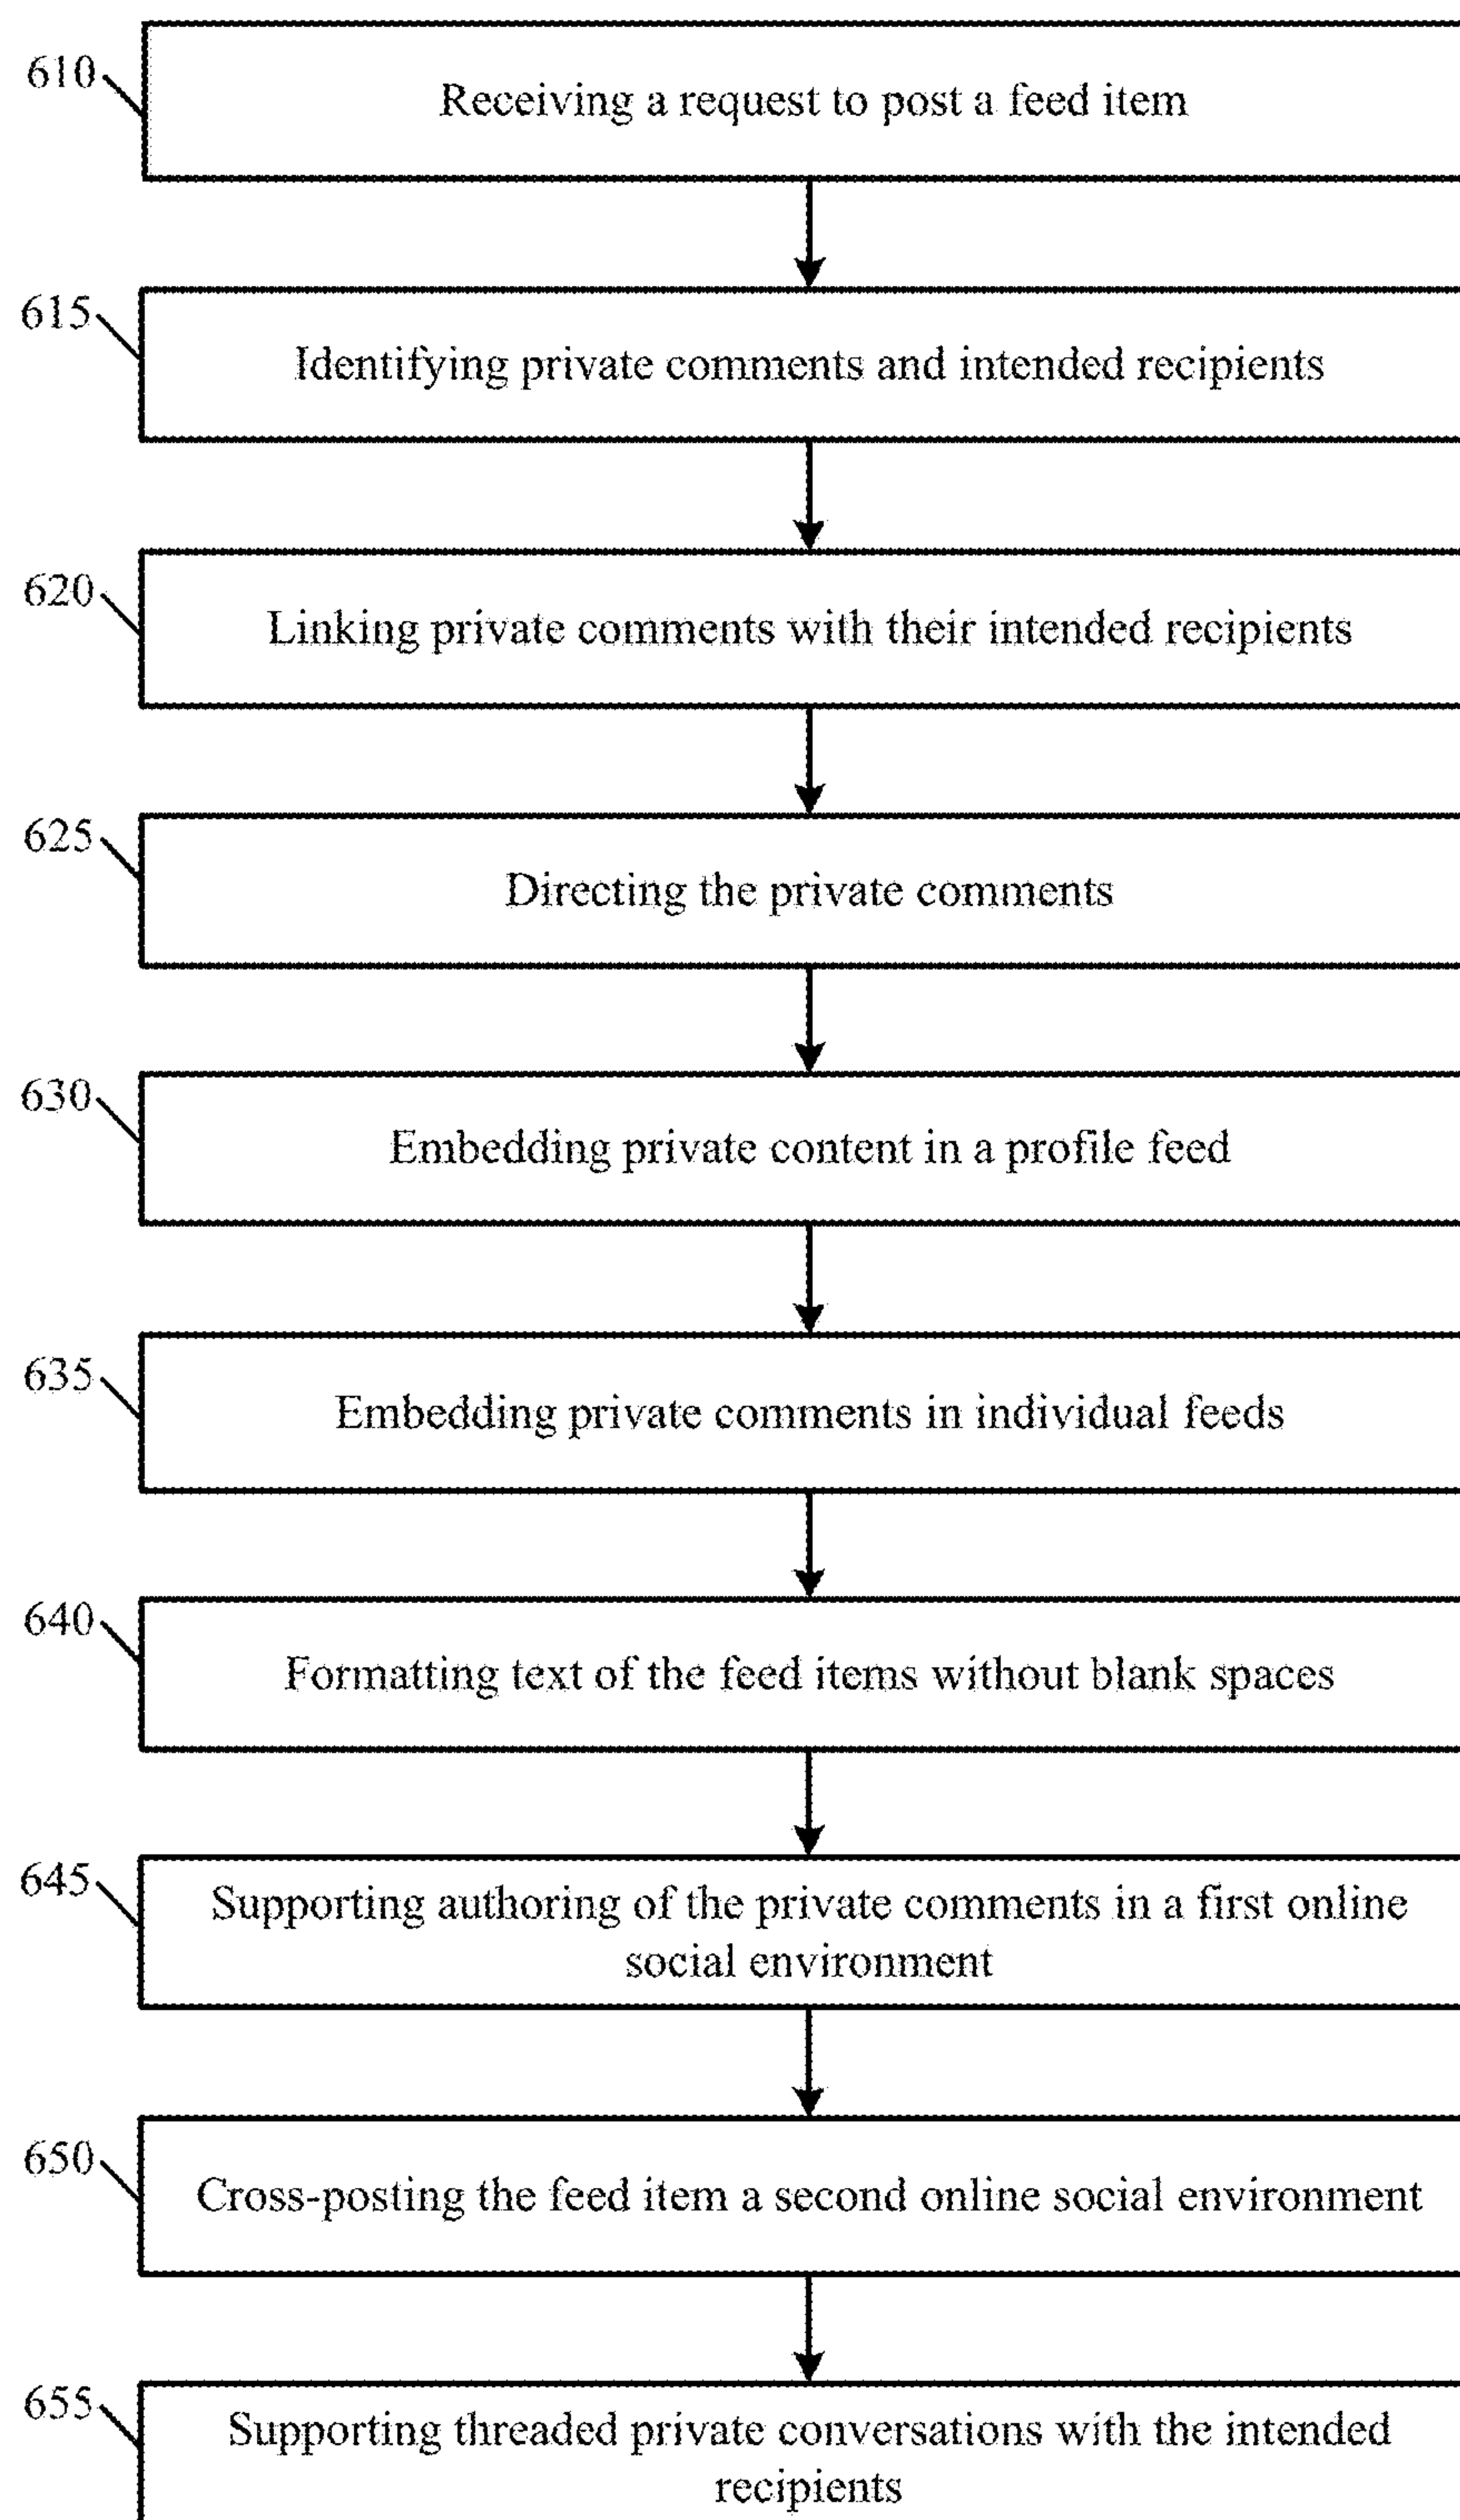 610
Receiving a request to post a feed item
615
Identifying private comments and intended recipients
620
Linking private comments with their intended recipients
625
Directing the private comments
630
Embedding private content in a profile feed
635
Embedding private comments in individual feeds
640
Formatting text of the feed items without blank spaces
645
Supporting authoring of the private comments in a first online
social environment
650
Cross-posting the feed item a second online social environment
655
Supporting threaded private conversations with the intended
recipients